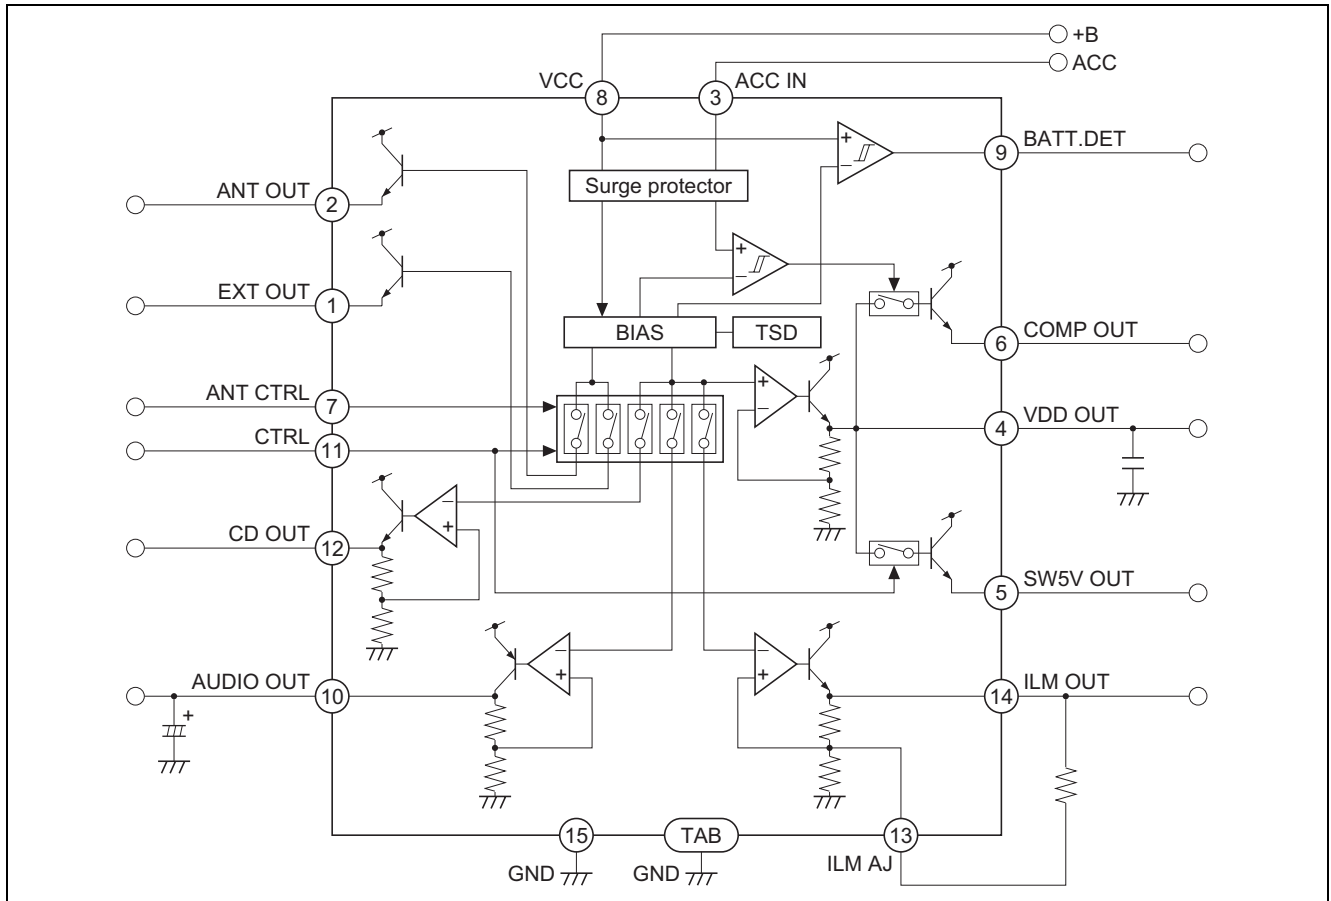 +B
ACC
VCC
8
3
ACC IN
+
−
9
BATT.DET
ANT OUT
2
Surge protector
+
−
EXT OUT
1
BIAS
TSD
6
COMP OUT
ANT CTRL
7
+
−
4
VDD OUT
CTRL
11
CD OUT
12
−
+
5
SW5V OUT
AUDIO OUT
10
+
−
+
−
+
14
ILM OUT
15
GND
TAB
GND
13
ILM AJ